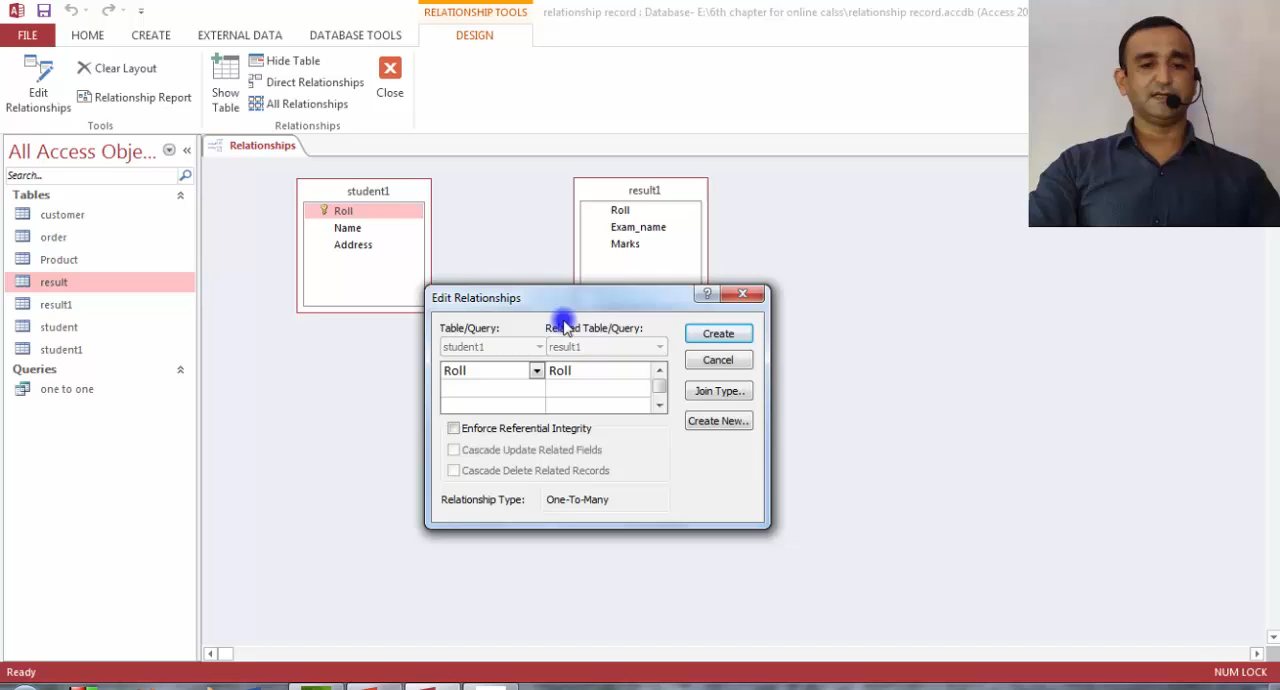 RELATIONSHIP TOOLS
relationship record : Database- E:\6th chapter for online calss\relationship record.accdb (Access 20
FILE
HOME
CREATE
EXTERNAL DATA
DATABASE TOOLS
DESIGN
Edit
Relationships
Clear Layout
Relationship Report
Tools
Show
Table
Hide Table
Direct Relationships
All Relationships
Relationships
Close
All Access Obje...
Search...
Tables
customer
order
Product
result
result1
student
student1
Queries
one to one
Relationships
student1
Roll
Name
Address
result1
Roll
Exam_name
Marks
Edit Relationships
Table/Query:
Related Table/Query:
student1
result1
Roll
Roll
Enforce Referential Integrity
Cascade Update Related Fields
Cascade Delete Related Records
Relationship Type:
One-To-Many
Create
Cancel
Join Type..
Create New..
Ready
NUM LOCK